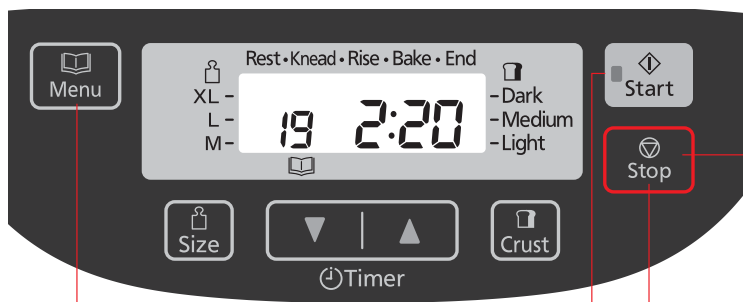 Menu
Rest • Knead • Rise • Bake • End
XL –
L –
M –
19
2:20
– Dark
– Medium
– Light
Start
Stop
Size
Timer
Crust